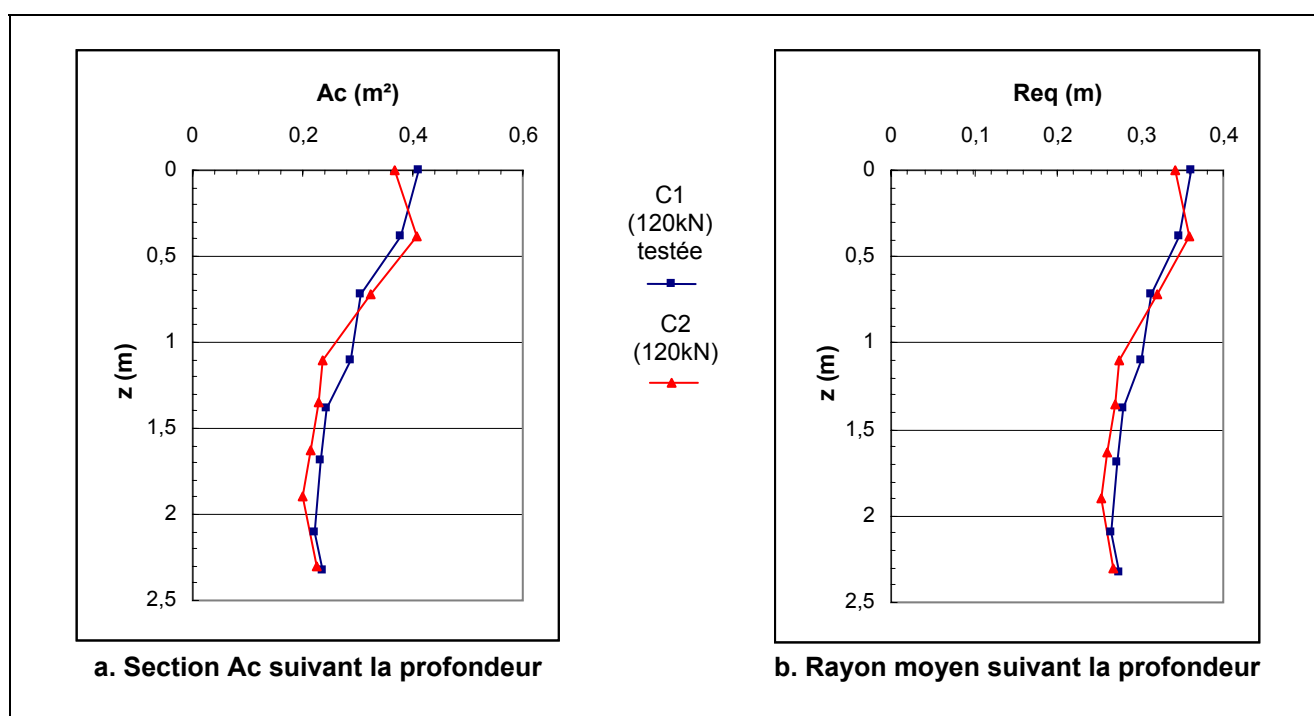 Ac (m²)
0 0,2 0,4 0,6
0
0,5
1
1,5
2
2,5
z (m)
a. Section Ac suivant la profondeur
C1
(120kN)
testée
C2
(120kN)
Req (m)
0 0,1 0,2 0,3 0,4
0
0,5
1
1,5
2
2,5
z (m)
b. Rayon moyen suivant la profondeur